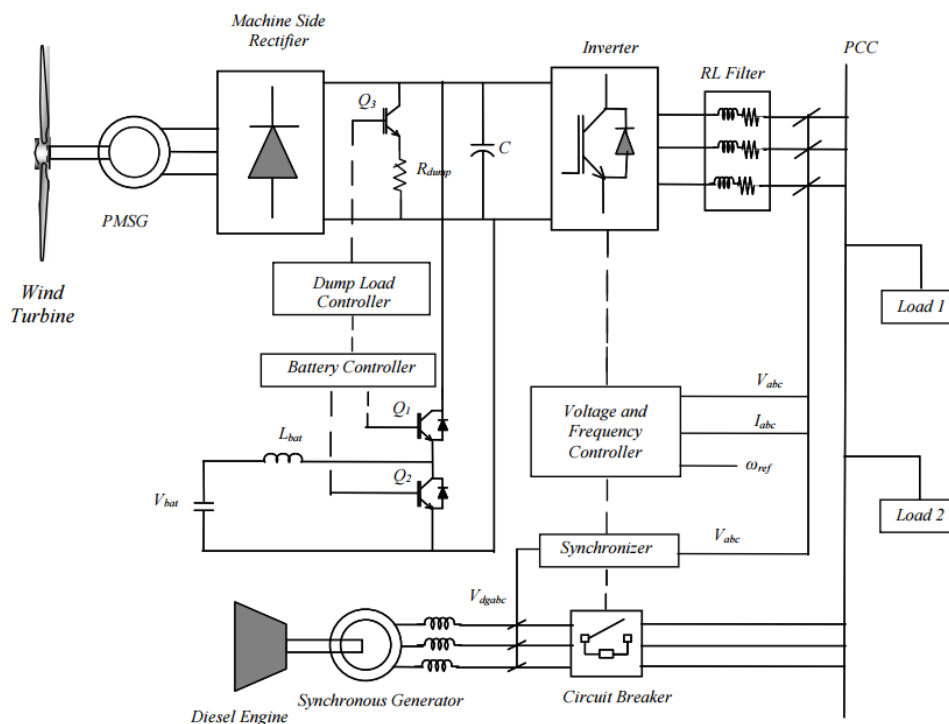 Machine Side
Rectifier
Inverter
PCC
RL Filter
Q3
C
Rdump
PMSG
Wind
Turbine
Dump Load
Controller
Load 1
Battery Controller
Vabc
Q1
Voltage and
Frequency
Controller
Iabc
Lbat
ωref
Q2
Vbat
Load 2
Synchronizer
Vabc
Vdgabc
Synchronous Generator
Circuit Breaker
Diesel Engine